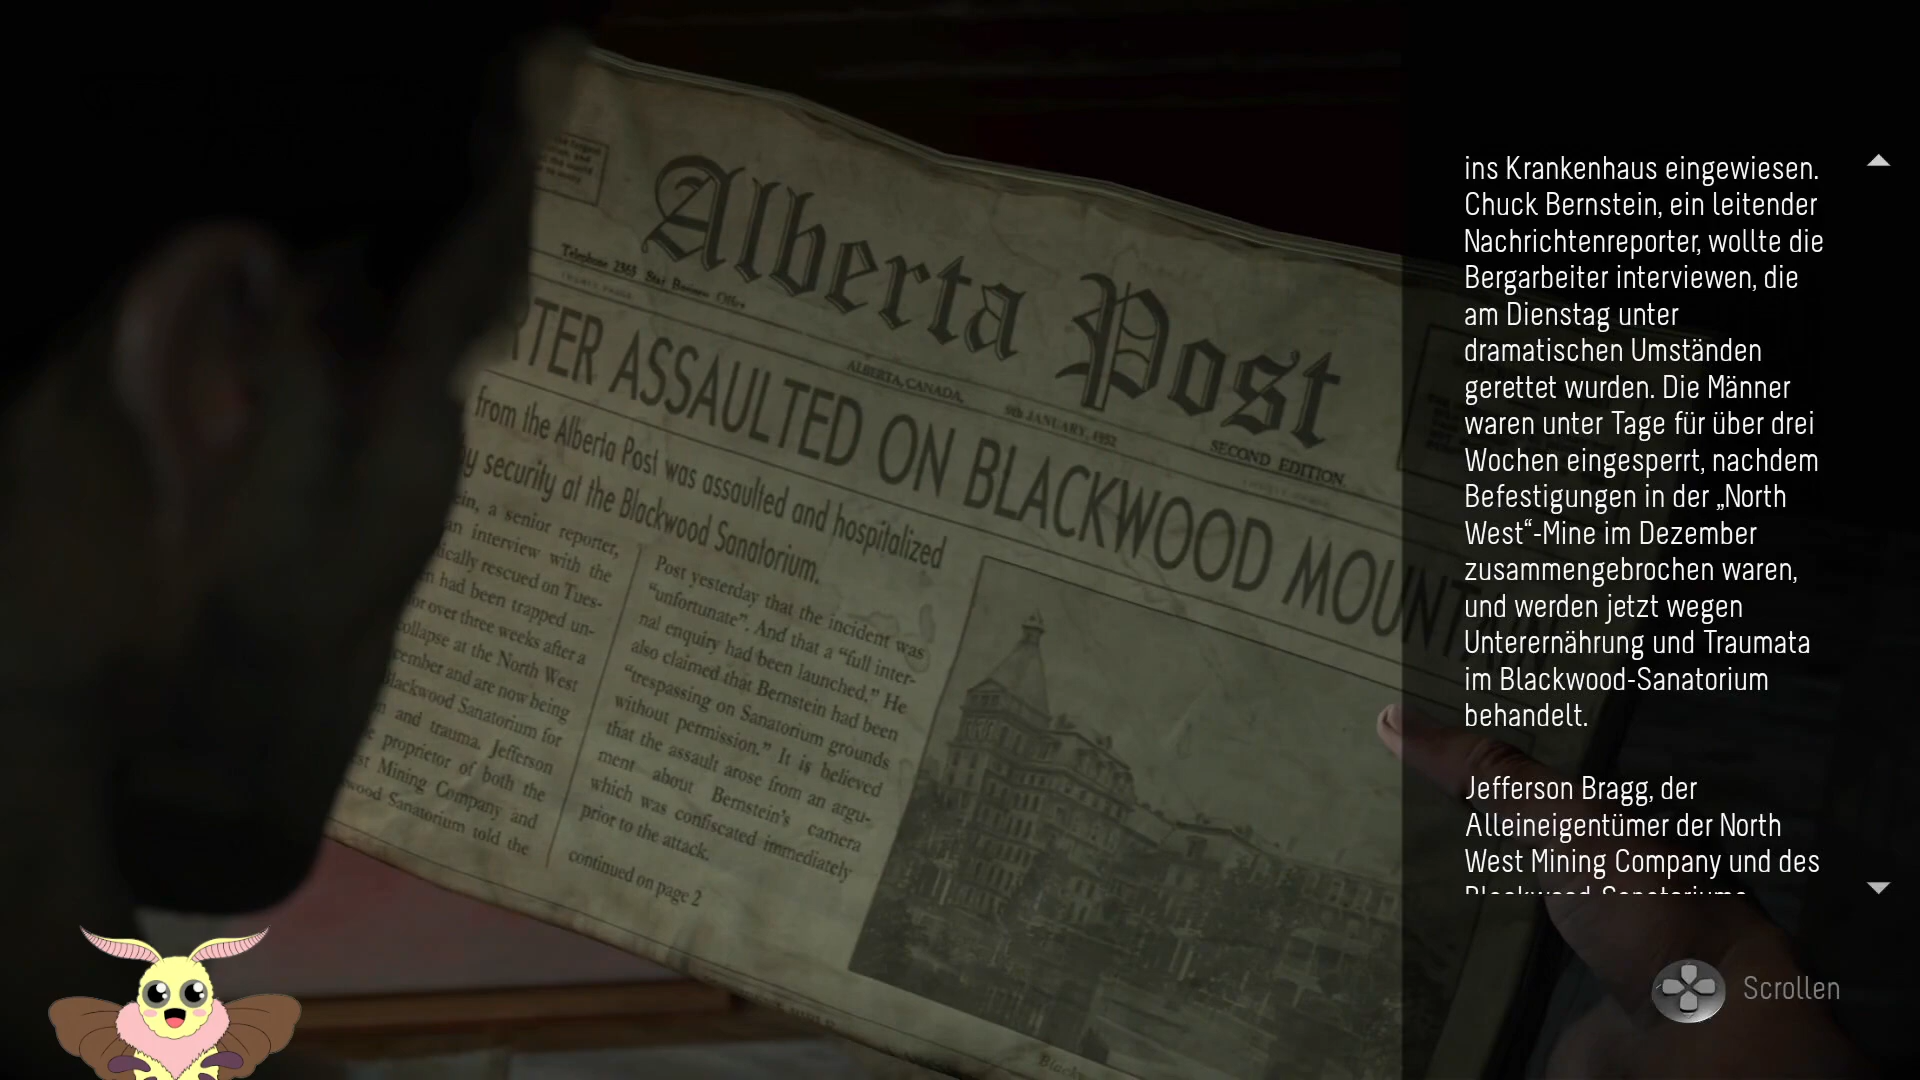 Alberta Post
Telephone 2365 Star Business Office
ALBERTA, CANADA,
9th JANUARY, 1952
SECOND EDITION.
ASSAULTED ON BLACKWOOD MOUNTAIN
from the Alberta Post was assaulted and hospitalized
by security at the Blackwood Sanatorium.
a senior reporter,
an interview with the
rescued on Tues-
had been trapped un-
for over three weeks after a
collapse at the North West
and are now being
Blackwood Sanatorium for
and trauma. Jefferson
proprietor of both the
Mining Company and
Sanatorium told the
Post yesterday that the incident was
“unfortunate”. And that a “full inter-
nal enquiry had been launched.” He
also claimed that Bernstein had been
“trespassing on Sanatorium grounds
without permission.” It is believed
that the assault arose from an argu-
ment about Bernstein's camera
which was confiscated immediately
prior to the attack.
continued on page 2
ins Krankenhaus eingewiesen.
Chuck Bernstein, ein leitender
Nachrichtenreporter, wollte die
Bergarbeiter interviewen, die
am Dienstag unter
dramatischen Umständen
gerettet wurden. Die Männer
waren unter Tage für über drei
Wochen eingesperrt, nachdem
Befestigungen in der „North
West“-Mine im Dezember
zusammengebrochen waren,
und werden jetzt wegen
Unterernährung und Traumata
im Blackwood-Sanatorium
behandelt.
Jefferson Bragg, der
Alleineigentümer der North
West Mining Company und des
Scrollen